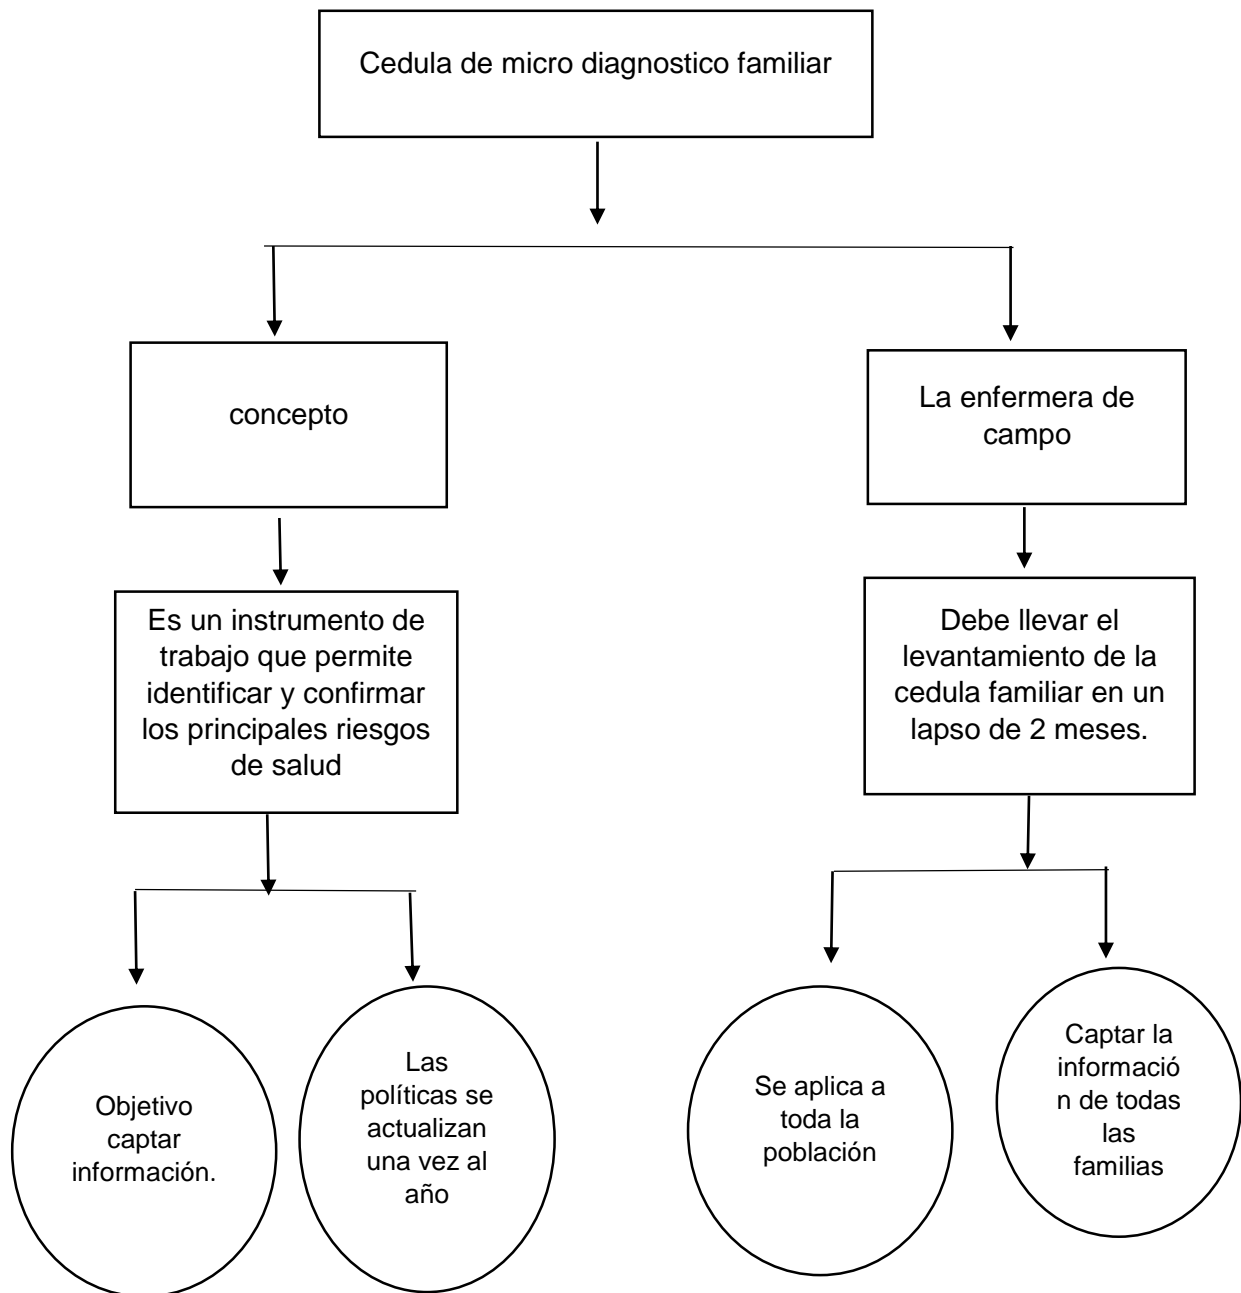 Cedula de micro diagnostico familiar
concepto
La enfermera de
campo
Es un instrumento de
trabajo que permite
identificar y confirmar
los principales riesgos
de salud
Debe llevar el
levantamiento de la
cedula familiar en un
lapso de 2 meses.
Objetivo
captar
información.
Las
políticas se
actualizan
una vez al
año
Se aplica a
toda la
población
Captar la
informació
n de todas
las
familias